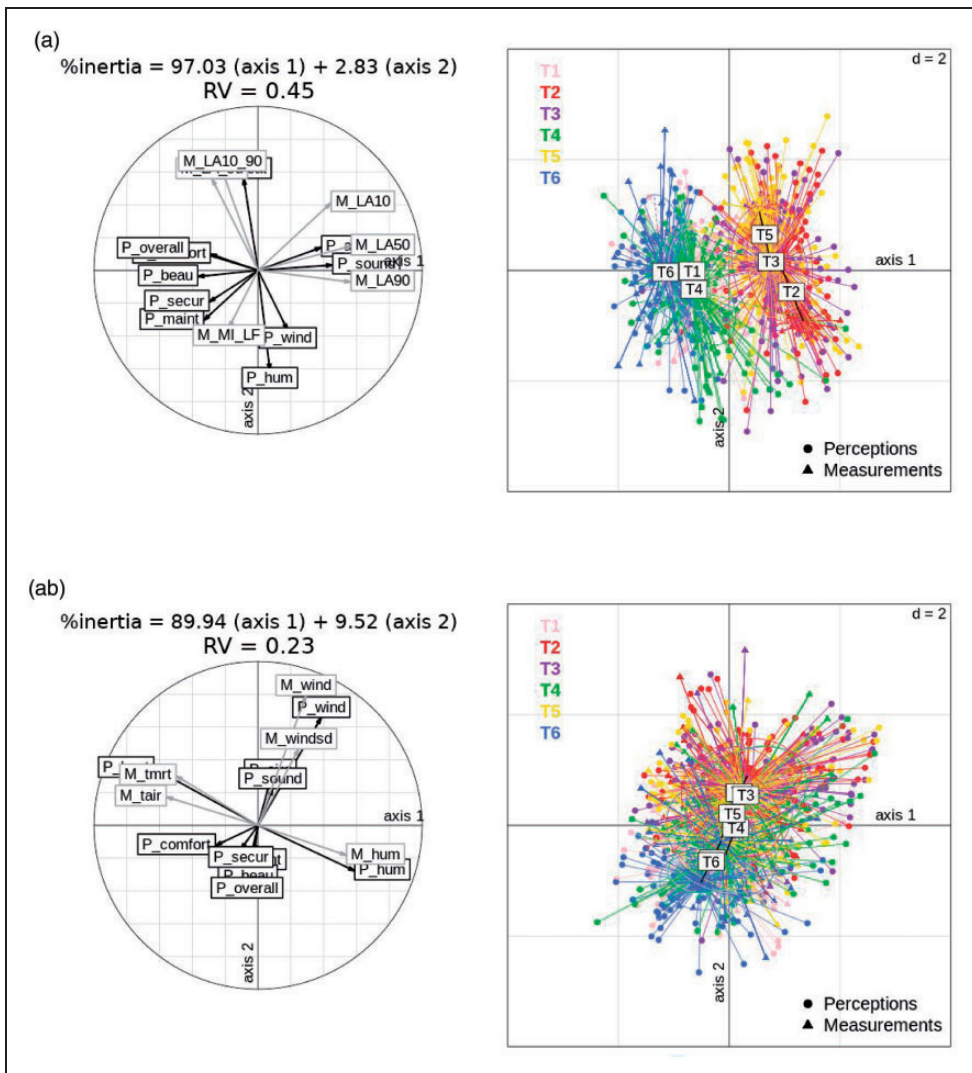 (a)
%inertia = 97.03 (axis 1) + 2.83 (axis 2)
RV = 0.45
M_LA10_90
M_LA10
P_overall
M_LA50
P_sound
axis 1
P_beau
M_LA90
P_secur
P_maint
M_MI_LF
P_wind
P_hum
axis 2
d = 2
T1
T2
T3
T4
T5
T6
T5
T3
axis 1
T6
T1
T4
T2
axis 2
Perceptions
Measurements
(ab)
%inertia = 89.94 (axis 1) + 9.52 (axis 2)
RV = 0.23
M_wind
P_wind
M_windsd
M_tmrt
P_sound
M_tair
axis 1
P_comfort
P_secur
M_hum
P_hum
P_beau
P_overall
axis 2
d = 2
T1
T2
T3
T4
T5
T6
T3
T5
axis 1
T4
T6
axis 2
Perceptions
Measurements